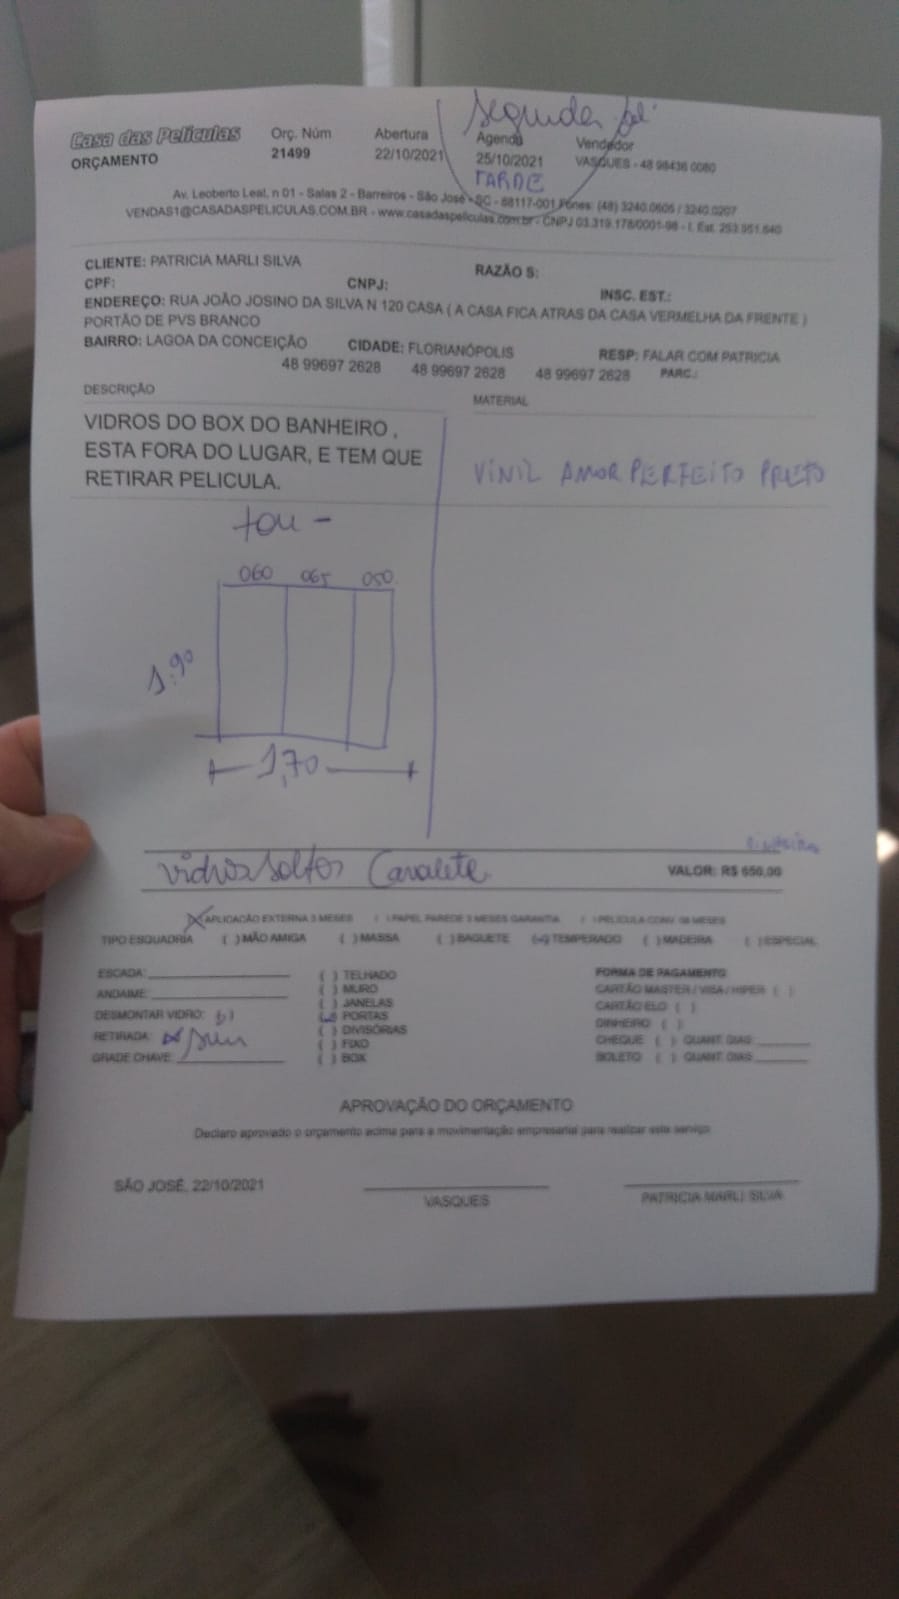 Segunda
Casa das Películas
ORÇAMENTO
Orç. Núm
21499
Abertura
22/10/2021
Agenda
25/10/2021
TARDE
Vendedor
VASQUES - 48 98436 0080
Av. Leoberto Leal, n 01 - Salas 2 - Barreiros - São José - SC - 88117-001 Fones: (48) 3240.0606 / 3240.0207
VENDAS1@CASADASPELICULAS.COM.BR - www.casadaspeliculas.com.br - CNPJ 03.319.178/0001-98 - I. Est. 253.951.640
CLIENTE: PATRICIA MARLI SILVA
RAZÃO S:
CPF:
CNPJ:
INSC. EST.:
ENDEREÇO: RUA JOÃO JOSINO DA SILVA N 120 CASA ( A CASA FICA ATRAS DA CASA VERMELHA DA FRENTE )
PORTÃO DE PVS BRANCO
BAIRRO: LAGOA DA CONCEIÇÃO
CIDADE: FLORIANÓPOLIS
RESP: FALAR COM PATRICIA
48 99697 2628 48 99697 2628 48 99697 2628 PARC.:
DESCRIÇÃO
MATERIAL
VIDROS DO BOX DO BANHEIRO ,
ESTA FORA DO LUGAR, E TEM QUE
RETIRAR PELICULA.
VINIL AMOR PERFEITO PRETO
060 065 050
1.90
1,70
vidros soltos Cavalete
VALOR: R$ 650,00
(X) APLICAÇÃO EXTERNA 3 MESES ( ) PAPEL PAREDE 3 MESES GARANTIA ( ) PELICULA CONV. 06 MESES
TIPO ESQUADRIA ( ) MÃO AMIGA ( ) MASSA ( ) BAGUETE (x) TEMPERADO ( ) MADEIRA ( ) ESPECIAL
ESCADA:
ANDAIME:
DESMONTAR VIDRO:
RETIRADA: Sim
GRADE CHAVE:
( ) TELHADO
( ) MURO
( ) JANELAS
(x) PORTAS
( ) DIVISÓRIAS
( ) FIXO
( ) BOX
FORMA DE PAGAMENTO
CARTÃO MASTER / VISA / HIPER ( )
CARTÃO ELO ( )
DINHEIRO ( )
CHEQUE ( ) QUANT. DIAS
BOLETO ( ) QUANT. DIAS
APROVAÇÃO DO ORÇAMENTO
Declaro aprovado o orçamento acima para a movimentação empresarial para realizar este serviço
SÃO JOSÉ, 22/10/2021
VASQUES
PATRICIA MARLI SILVA